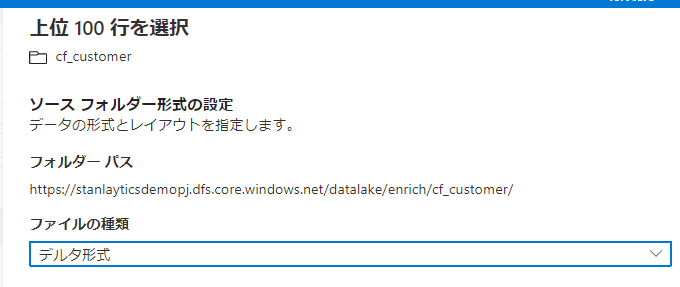 上位 100 行を選択
cf_customer
ソース フォルダー形式の設定
データの形式とレイアウトを指定します。
フォルダー パス
https://stanlayticsdemopj.dfs.core.windows.net/datalake/enrich/cf_customer/
ファイルの種類
デルタ形式